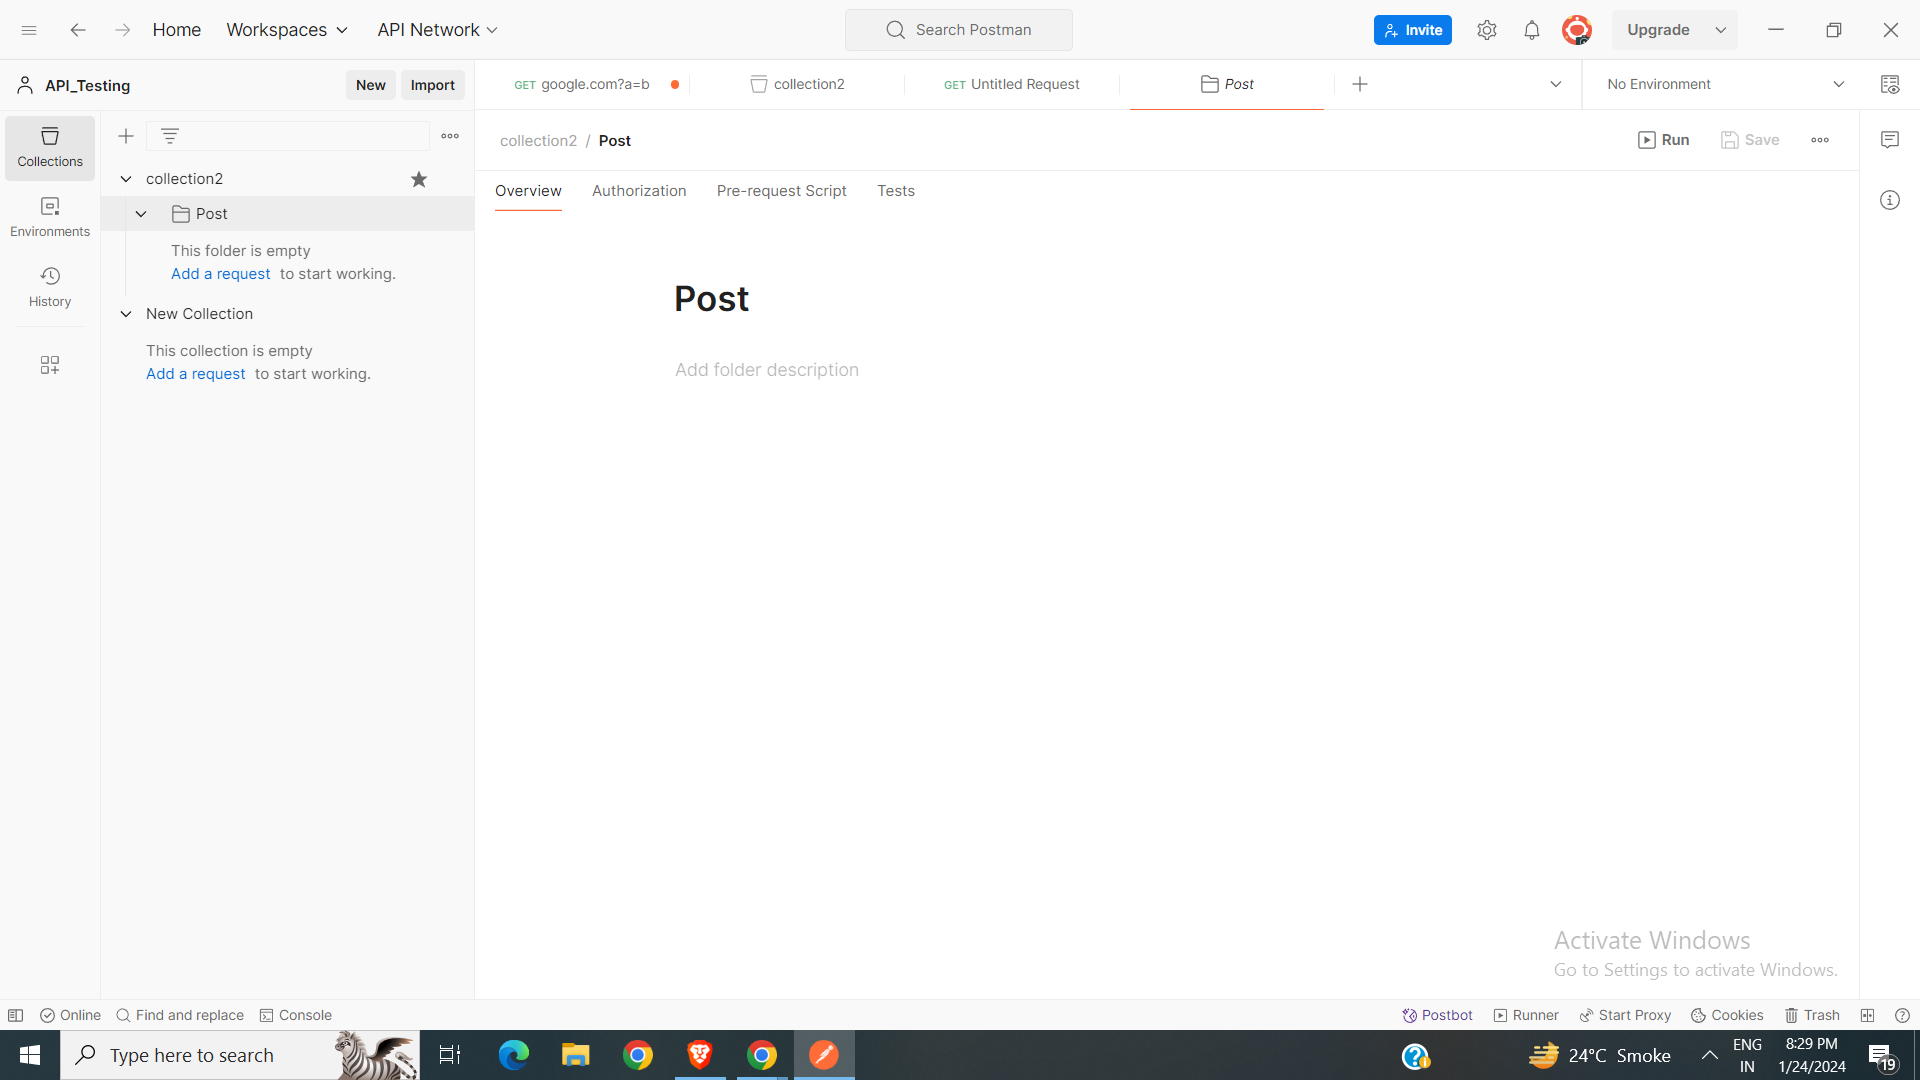 Home Workspaces API Network Search Postman Invite Upgrade
API_Testing New Import GET google.com?a=b collection2 GET Untitled Request Post No Environment
Collections
collection2 / Post Run Save
collection2
Overview Authorization Pre-request Script Tests
Environments
Post
This folder is empty
Add a request to start working.
History
New Collection
This collection is empty
Add a request to start working.
Post
Add folder description
Activate Windows
Go to Settings to activate Windows.
Online Find and replace Console Postbot Runner Start Proxy Cookies Trash
Type here to search 24°C Smoke ENG 8:29 PM
IN 1/24/2024 19